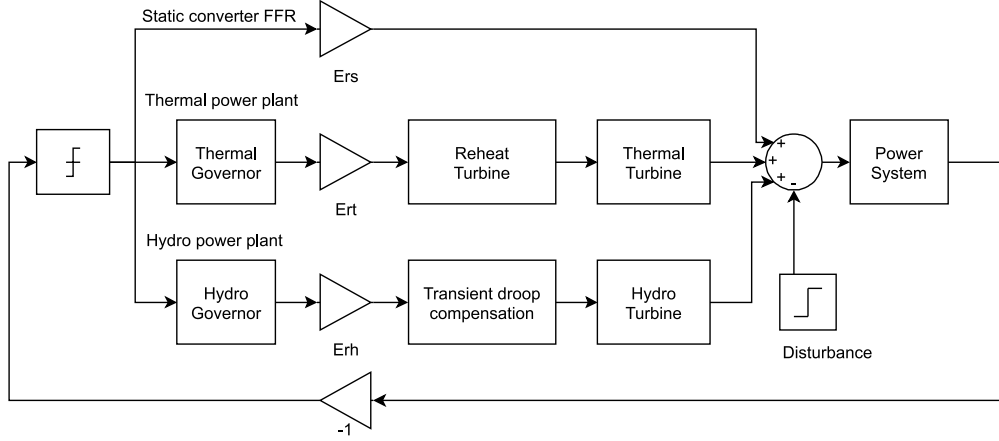 Static converter FFR
Ers
Thermal power plant
Thermal
Governor
Ert
Reheat
Turbine
Thermal
Turbine
+
+
+
-
Power
System
Hydro power plant
Hydro
Governor
Erh
Transient droop
compensation
Hydro
Turbine
Disturbance
-1